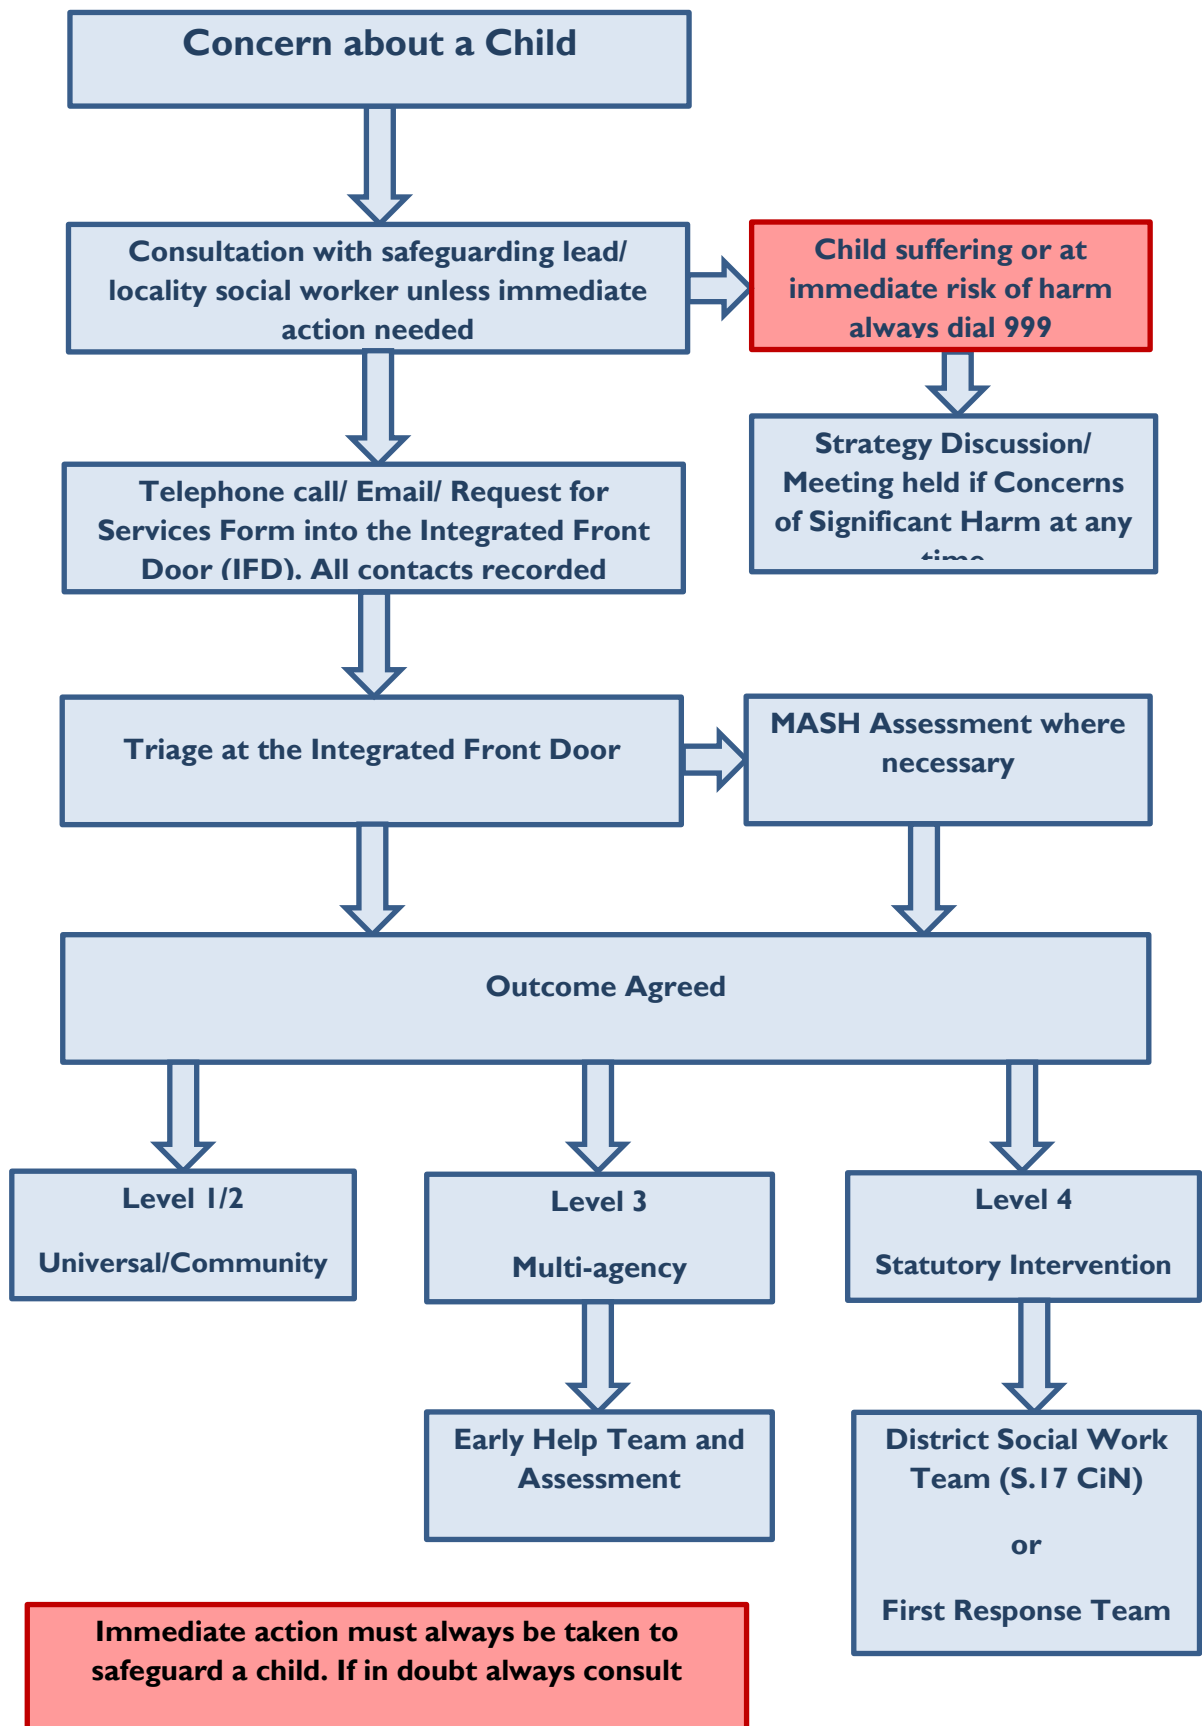 Concern about a Child
Consultation with safeguarding lead/
locality social worker unless immediate
action needed
Child suffering or at
immediate risk of harm
always dial 999
Telephone call/ Email/ Request for
Services Form into the Integrated Front
Door (IFD). All contacts recorded
Strategy Discussion/
Meeting held if Concerns
of Significant Harm at any
time
Triage at the Integrated Front Door
MASH Assessment where
necessary
Outcome Agreed
Level 1/2
Universal/Community
Level 3
Multi-agency
Level 4
Statutory Intervention
Early Help Team and
Assessment
District Social Work
Team (S.17 CiN)
or
First Response Team
Immediate action must always be taken to
safeguard a child. If in doubt always consult